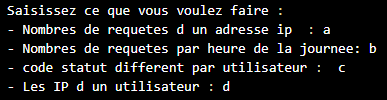 Saisissez ce que vous voulez faire :
- Nombres de requetes d un adresse ip  : a
- Nombres de requetes par heure de la journee: b
- code statut different par utilisateur :  c
- Les IP d un utilisateur : d